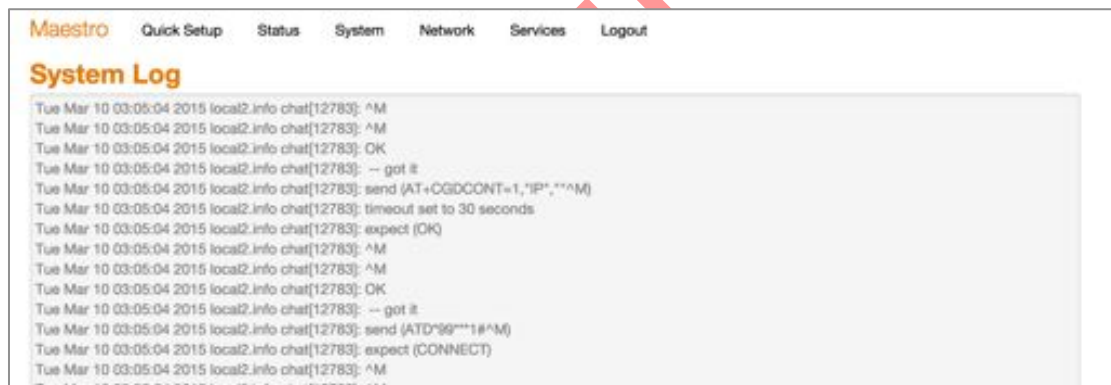 Maestro Quick Setup Status System Network Services Logout
System Log
Tue Mar 10 03:05:04 2015 local2.info chat[12783]: ^M
Tue Mar 10 03:05:04 2015 local2.info chat[12783]: ^M
Tue Mar 10 03:05:04 2015 local2.info chat[12783]: OK
Tue Mar 10 03:05:04 2015 local2.info chat[12783]: -- got it
Tue Mar 10 03:05:04 2015 local2.info chat[12783]: send (AT+CGDCONT=1,"IP",""^M)
Tue Mar 10 03:05:04 2015 local2.info chat[12783]: timeout set to 30 seconds
Tue Mar 10 03:05:04 2015 local2.info chat[12783]: expect (OK)
Tue Mar 10 03:05:04 2015 local2.info chat[12783]: ^M
Tue Mar 10 03:05:04 2015 local2.info chat[12783]: ^M
Tue Mar 10 03:05:04 2015 local2.info chat[12783]: OK
Tue Mar 10 03:05:04 2015 local2.info chat[12783]: -- got it
Tue Mar 10 03:05:04 2015 local2.info chat[12783]: send (ATD*99***1#^M)
Tue Mar 10 03:05:04 2015 local2.info chat[12783]: expect (CONNECT)
Tue Mar 10 03:05:04 2015 local2.info chat[12783]: ^M